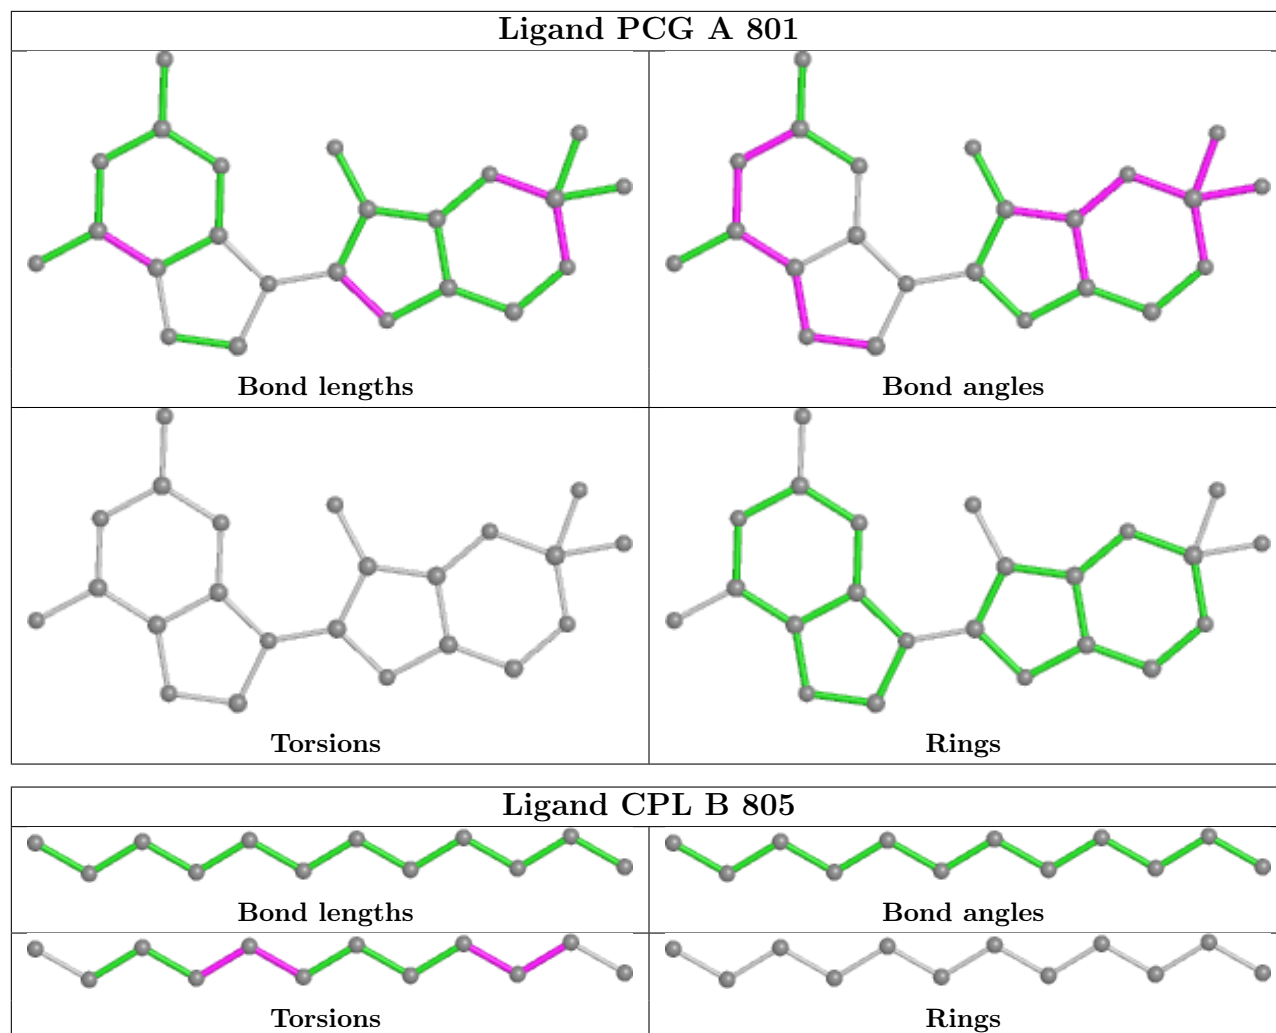 Ligand PCG A 801
Bond lengths
Bond angles
Torsions
Rings
Ligand CPL B 805
Bond lengths
Bond angles
Torsions
Rings